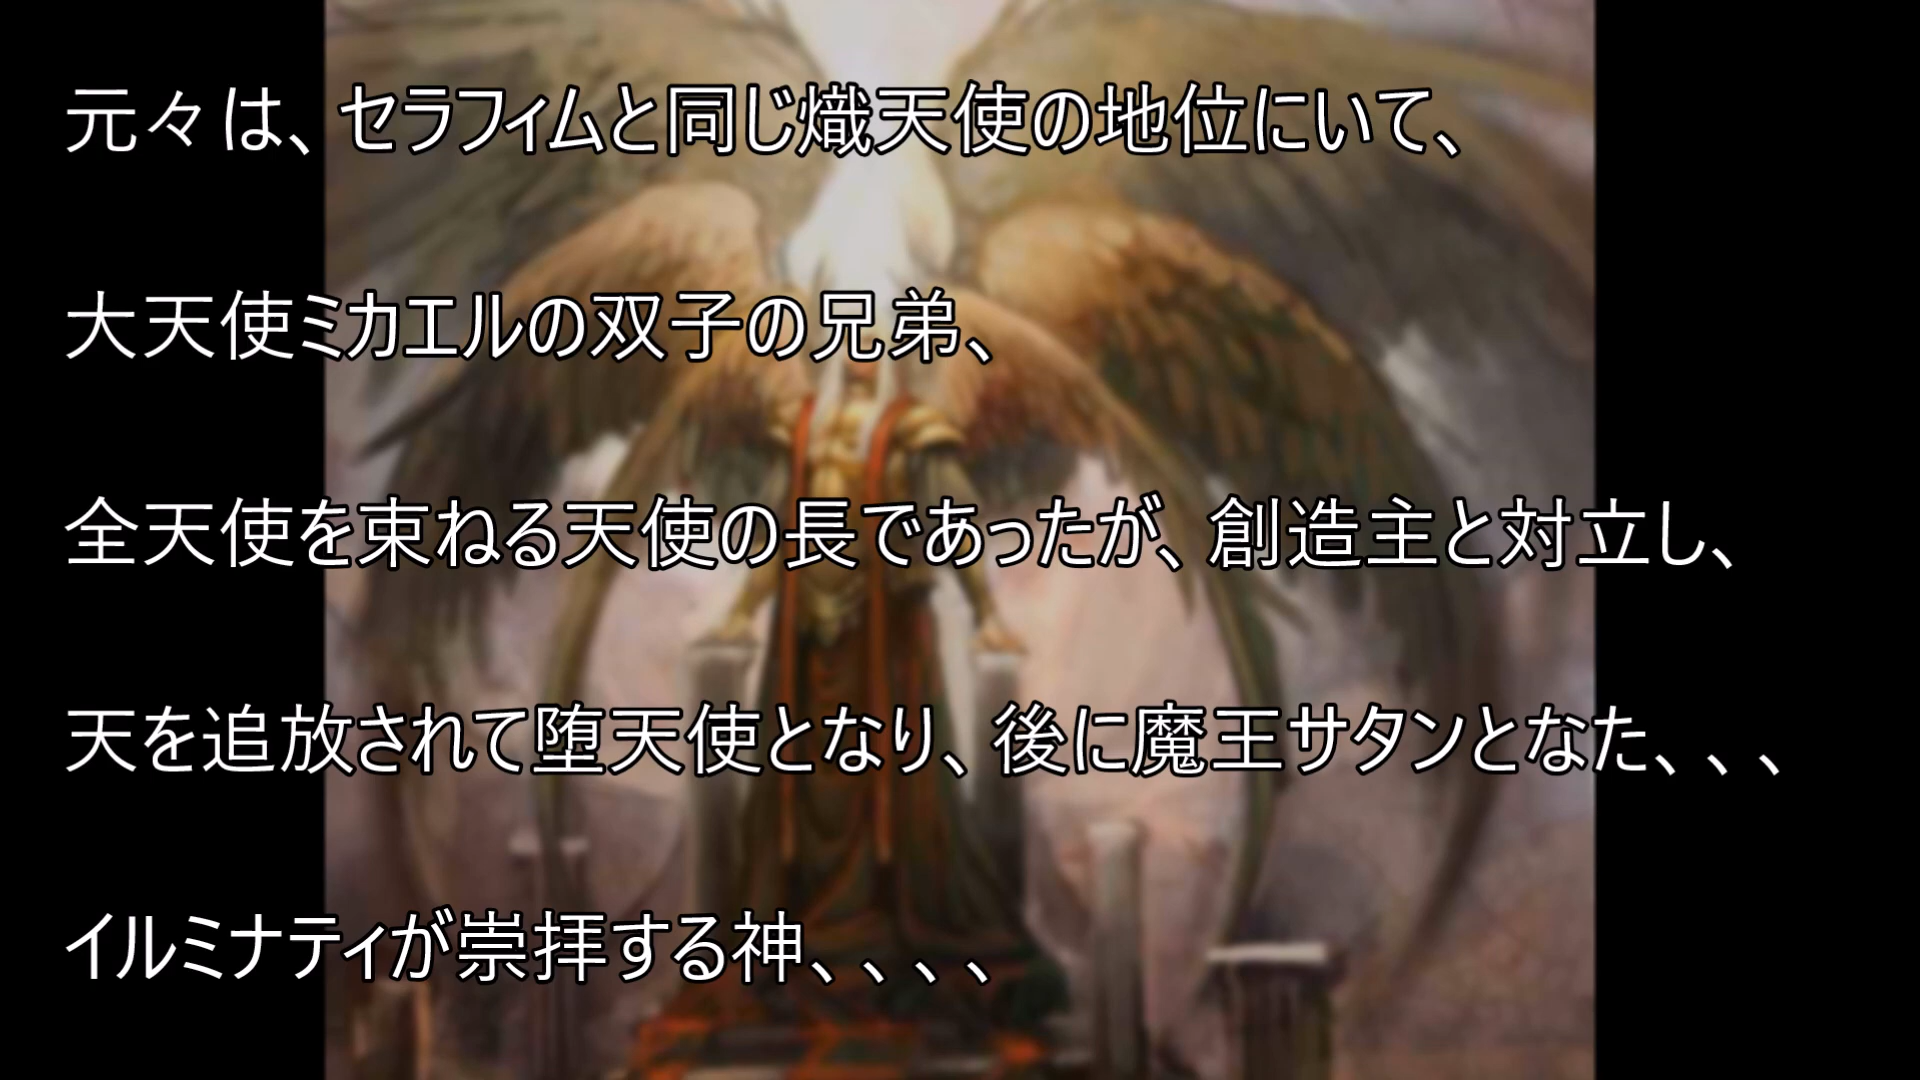 元々は、セラフィムと同じ熾天使の地位にいて、
大天使ミカエルの双子の兄弟、
全天使を束ねる天使の長であったが、創造主と対立し、
天を追放されて堕天使となり、後に魔王サタンとなた、、、
イルミナティが崇拝する神、、、、